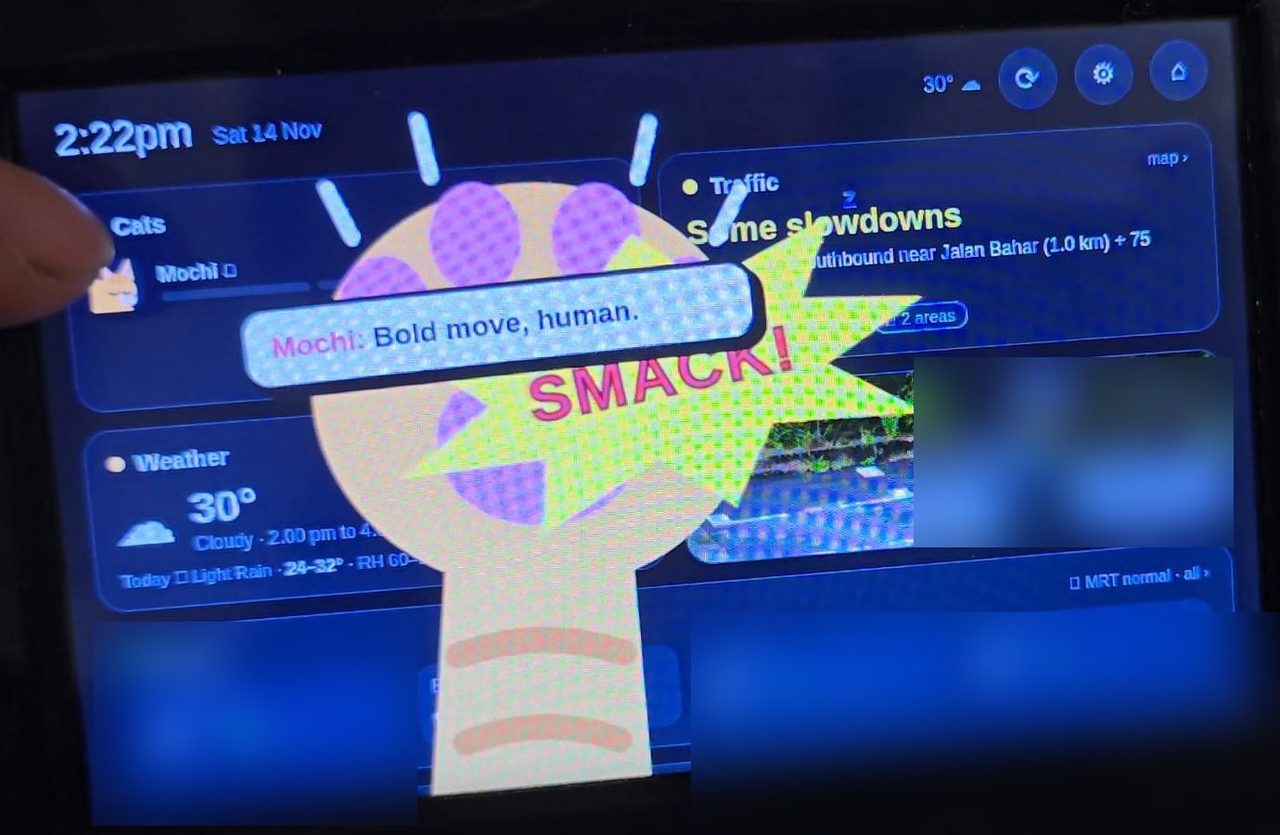 2:22pm Sat 14 Nov
30°
Cats
Mochi
Traffic
map ›
Some slowdowns
near Jalan Bahar (1.0 km) + 75
2 areas
Mochi: Bold move, human.
SMACK!
Weather
30°
Cloudy · 2.00 pm to
Today Light Rain · 24–32° · RH 60
MRT normal · all ›